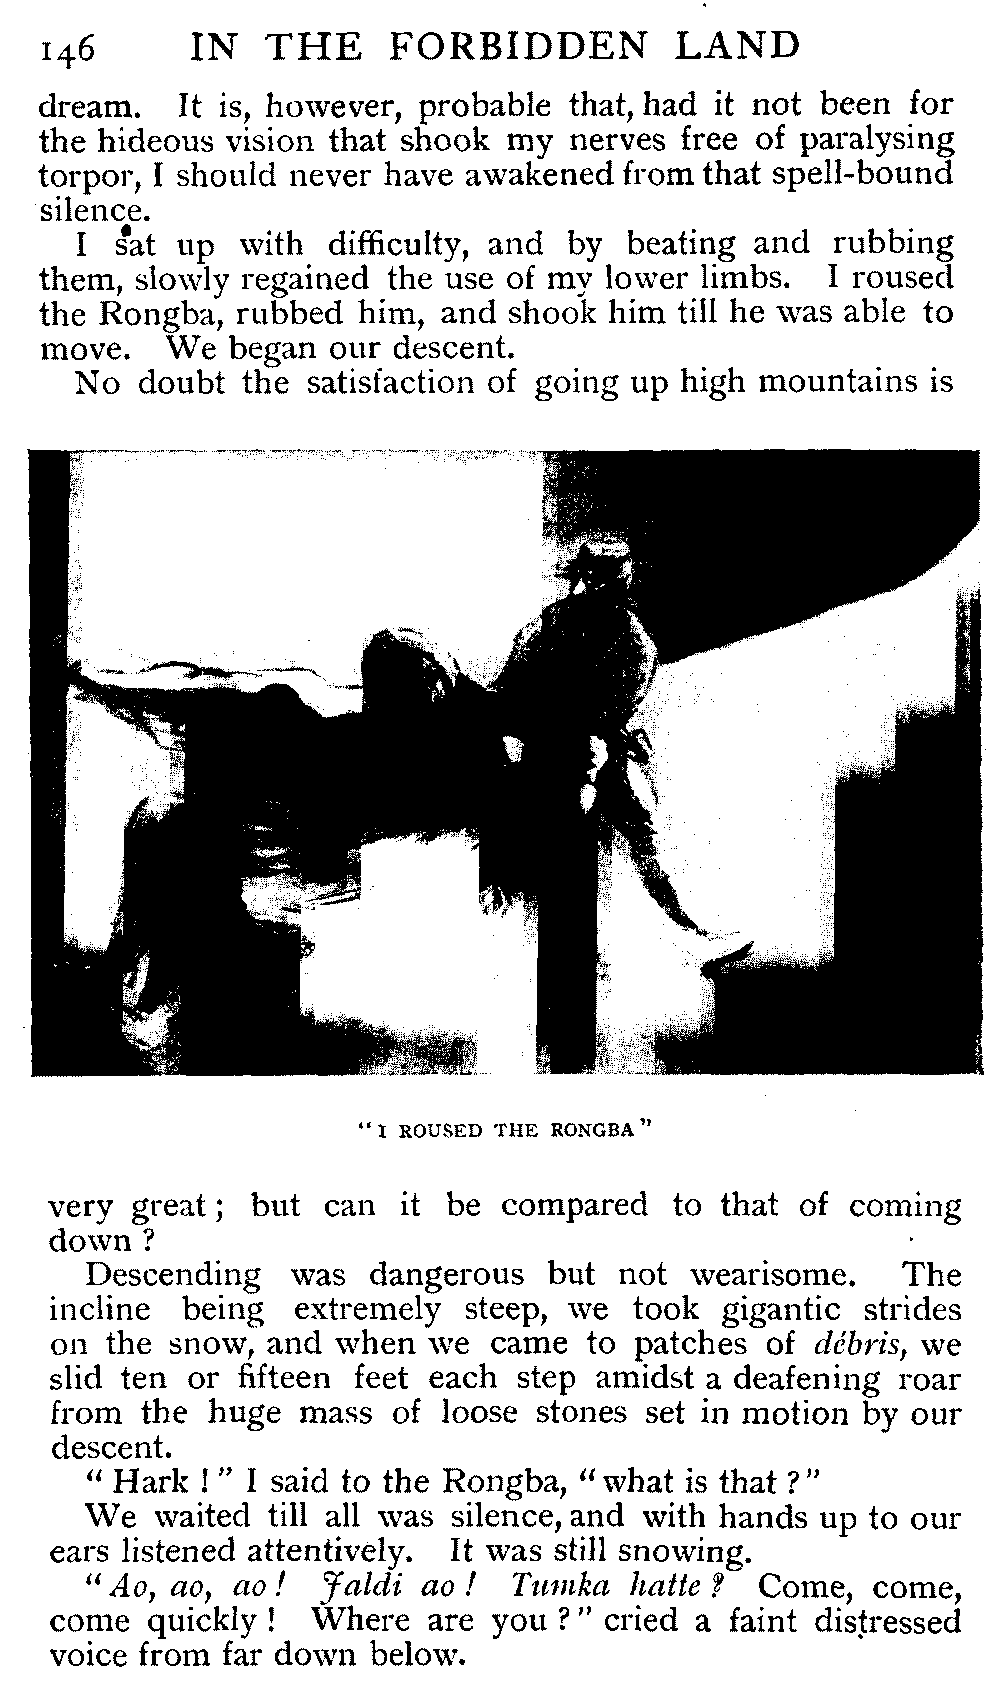 146 IN THE FORBIDDEN LAND
dream. It is, however, probable that, had it not been for
the hideous vision that shook my nerves free of paralysing
torpor, I should never have awakened from that spell-bound
silence.
I sat up with difficulty, and by beating and rubbing
them, slowly regained the use of my lower limbs. I roused
the Rongba, rubbed him, and shook him till he was able to
move. We began our descent.
No doubt the satisfaction of going up high mountains is
"I ROUSED THE RONGBA"
very great; but can it be compared to that of coming
down?
Descending was dangerous but not wearisome. The
incline being extremely steep, we took gigantic strides
on the snow, and when we came to patches of débris, we
slid ten or fifteen feet each step amidst a deafening roar
from the huge mass of loose stones set in motion by our
descent.
"Hark!" I said to the Rongba, "what is that?"
We waited till all was silence, and with hands up to our
ears listened attentively. It was still snowing.
"Ao, ao, ao! Jaldi ao! Tumka hatte? Come, come,
come quickly! Where are you?" cried a faint distressed
voice from far down below.